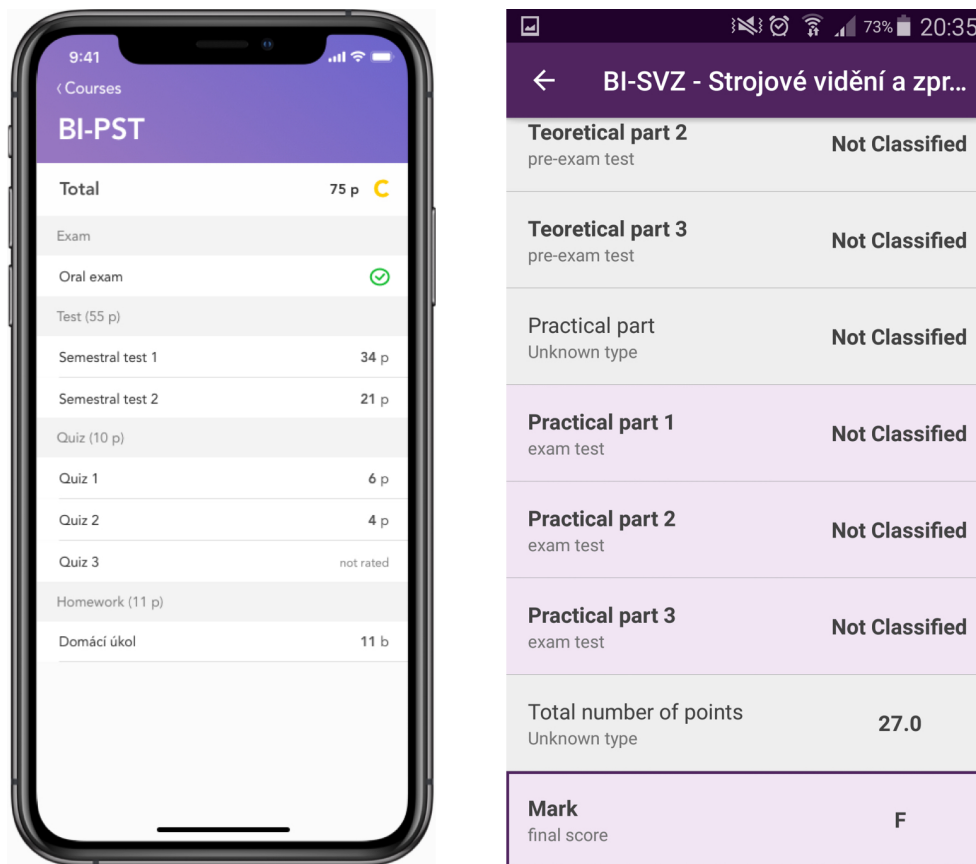 9:41
Courses
BI-PST
Total 75 p C
Exam
Oral exam
Test (55 p)
Semestral test 1 34 p
Semestral test 2 21 p
Quiz (10 p)
Quiz 1 6 p
Quiz 2 4 p
Quiz 3 not rated
Homework (11 p)
Domácí úkol 11 b
73% 20:35
BI-SVZ - Strojové vidění a zpr...
Teoretical part 2 Not Classified
pre-exam test
Teoretical part 3 Not Classified
pre-exam test
Practical part Not Classified
Unknown type
Practical part 1 Not Classified
exam test
Practical part 2 Not Classified
exam test
Practical part 3 Not Classified
exam test
Total number of points 27.0
Unknown type
Mark F
final score